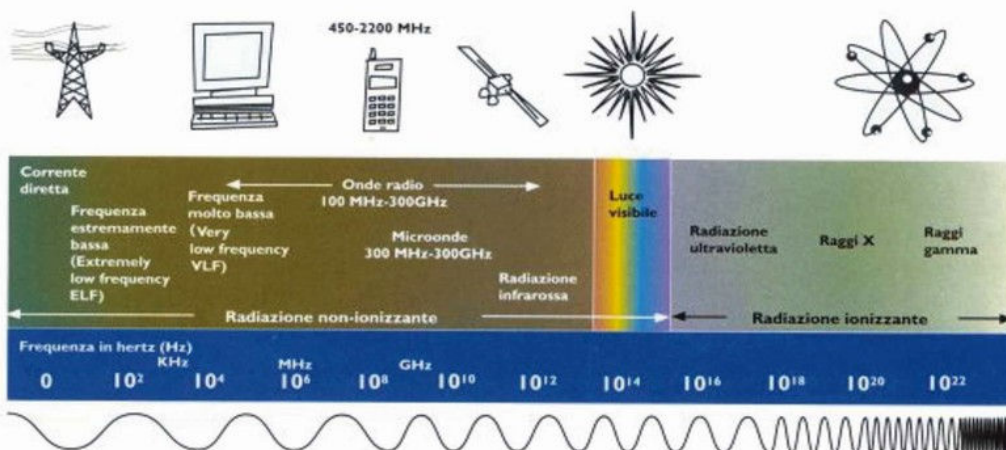 450-2200 MHz
Corrente
diretta
Frequenza
estremamente
bassa
(Extremely
low frequency
ELF)
Frequenza
molto bassa
(Very
low frequency
VLF)
Onde radio
100 MHz-300GHz
Microonde
300 MHz-300GHz
Radiazione
infrarossa
Luce
visibile
Radiazione
ultravioletta
Raggi X
Raggi
gamma
Radiazione non-ionizzante
Radiazione ionizzante
Frequenza in hertz (Hz)
KHz
MHz
GHz
0 10² 10⁴ 10⁶ 10⁸ 10¹⁰ 10¹² 10¹⁴ 10¹⁶ 10¹⁸ 10²⁰ 10²²